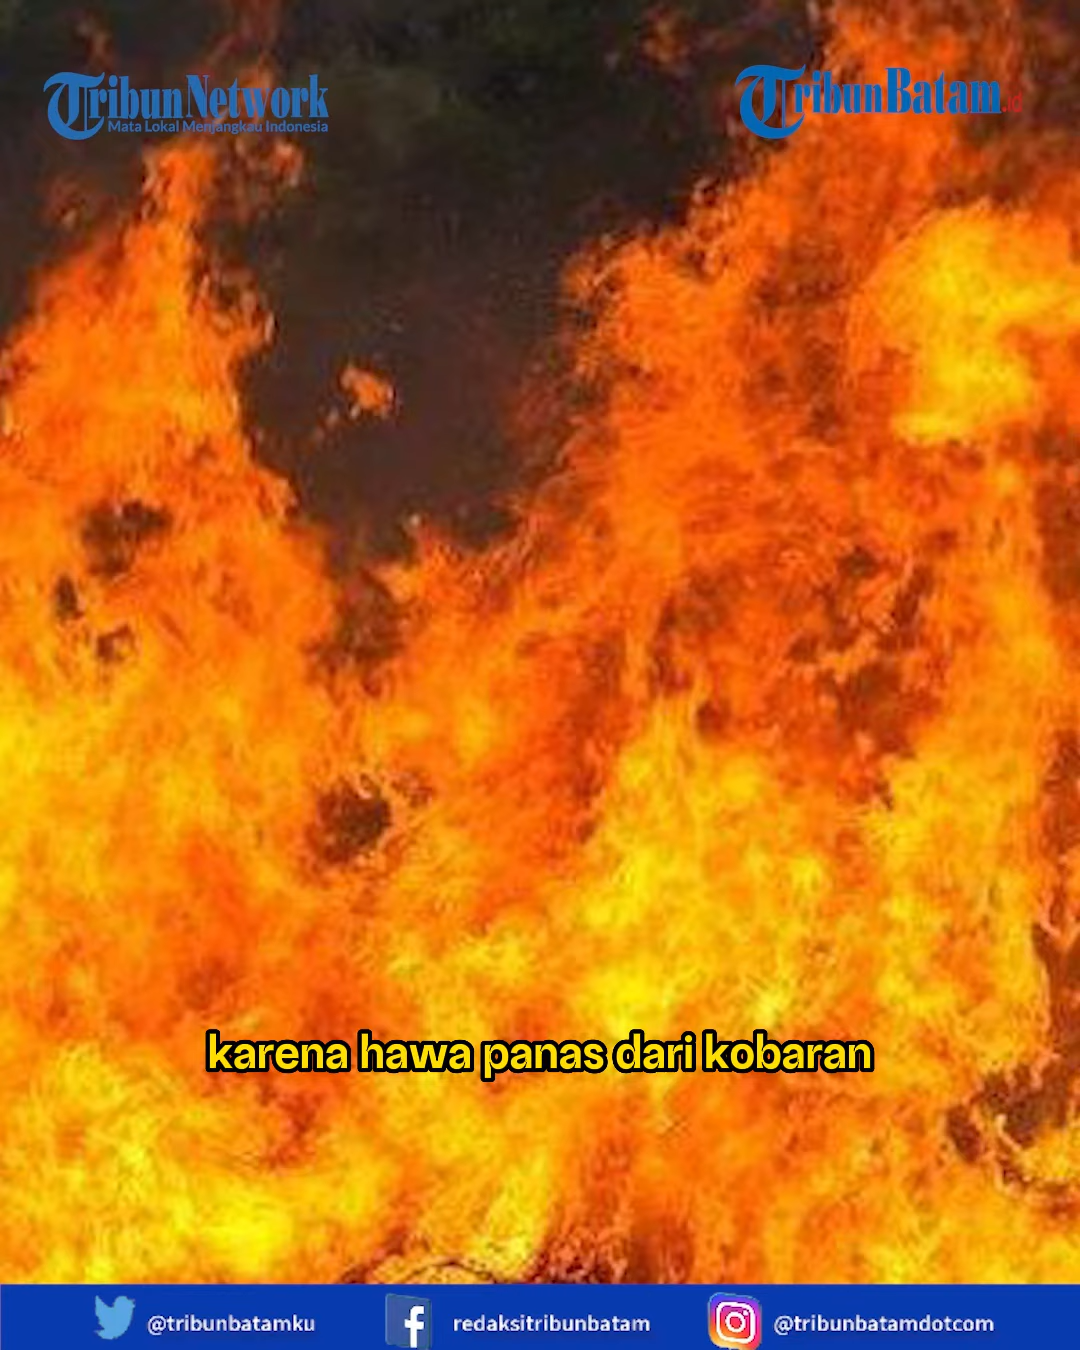 TribunNetwork
Mata Lokal Menjangkau Indonesia
TribunBatam.id
karena hawa panas dari kobaran
@tribunbatamku
redaksitribunbatam
@tribunbatamdotcom